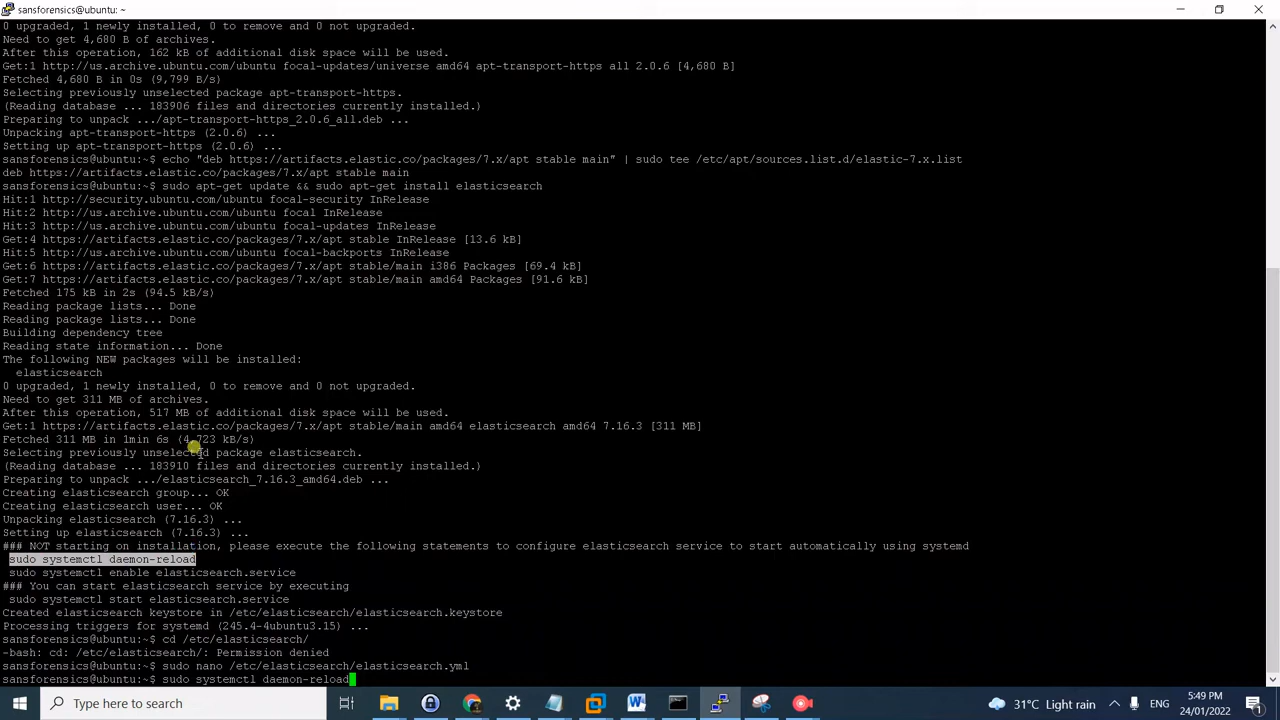 sansforensics@ubuntu: ~
0 upgraded, 1 newly installed, 0 to remove and 0 not upgraded.
Need to get 4,680 B of archives.
After this operation, 162 kB of additional disk space will be used.
Get:1 http://us.archive.ubuntu.com/ubuntu focal-updates/universe amd64 apt-transport-https all 2.0.6 [4,680 B]
Fetched 4,680 B in 0s (9,799 B/s)
Selecting previously unselected package apt-transport-https.
(Reading database ... 183906 files and directories currently installed.)
Preparing to unpack .../apt-transport-https_2.0.6_all.deb ...
Unpacking apt-transport-https (2.0.6) ...
Setting up apt-transport-https (2.0.6) ...
sansforensics@ubuntu:~$ echo "deb https://artifacts.elastic.co/packages/7.x/apt stable main" | sudo tee /etc/apt/sources.list.d/elastic-7.x.list
deb https://artifacts.elastic.co/packages/7.x/apt stable main
sansforensics@ubuntu:~$ sudo apt-get update && sudo apt-get install elasticsearch
Hit:1 http://security.ubuntu.com/ubuntu focal-security InRelease
Hit:2 http://us.archive.ubuntu.com/ubuntu focal InRelease
Hit:3 http://us.archive.ubuntu.com/ubuntu focal-updates InRelease
Get:4 https://artifacts.elastic.co/packages/7.x/apt stable InRelease [13.6 kB]
Hit:5 http://us.archive.ubuntu.com/ubuntu focal-backports InRelease
Get:6 https://artifacts.elastic.co/packages/7.x/apt stable/main i386 Packages [69.4 kB]
Get:7 https://artifacts.elastic.co/packages/7.x/apt stable/main amd64 Packages [91.6 kB]
Fetched 175 kB in 2s (94.5 kB/s)
Reading package lists... Done
Reading package lists... Done
Building dependency tree
Reading state information... Done
The following NEW packages will be installed:
elasticsearch
0 upgraded, 1 newly installed, 0 to remove and 0 not upgraded.
Need to get 311 MB of archives.
After this operation, 517 MB of additional disk space will be used.
Get:1 https://artifacts.elastic.co/packages/7.x/apt stable/main amd64 elasticsearch amd64 7.16.3 [311 MB]
Fetched 311 MB in 1min 6s (4,723 kB/s)
Selecting previously unselected package elasticsearch.
(Reading database ... 183910 files and directories currently installed.)
Preparing to unpack .../elasticsearch_7.16.3_amd64.deb ...
Creating elasticsearch group... OK
Creating elasticsearch user... OK
Unpacking elasticsearch (7.16.3) ...
Setting up elasticsearch (7.16.3) ...
### NOT starting on installation, please execute the following statements to configure elasticsearch service to start automatically using systemd
sudo systemctl daemon-reload
sudo systemctl enable elasticsearch.service
### You can start elasticsearch service by executing
sudo systemctl start elasticsearch.service
Created elasticsearch keystore in /etc/elasticsearch/elasticsearch.keystore
Processing triggers for systemd (245.4-4ubuntu3.15) ...
sansforensics@ubuntu:~$ cd /etc/elasticsearch/
-bash: cd: /etc/elasticsearch/: Permission denied
sansforensics@ubuntu:~$ sudo nano /etc/elasticsearch/elasticsearch.yml
sansforensics@ubuntu:~$ sudo systemctl daemon-reload
Type here to search
31°C Light rain
ENG
5:49 PM
24/01/2022
1